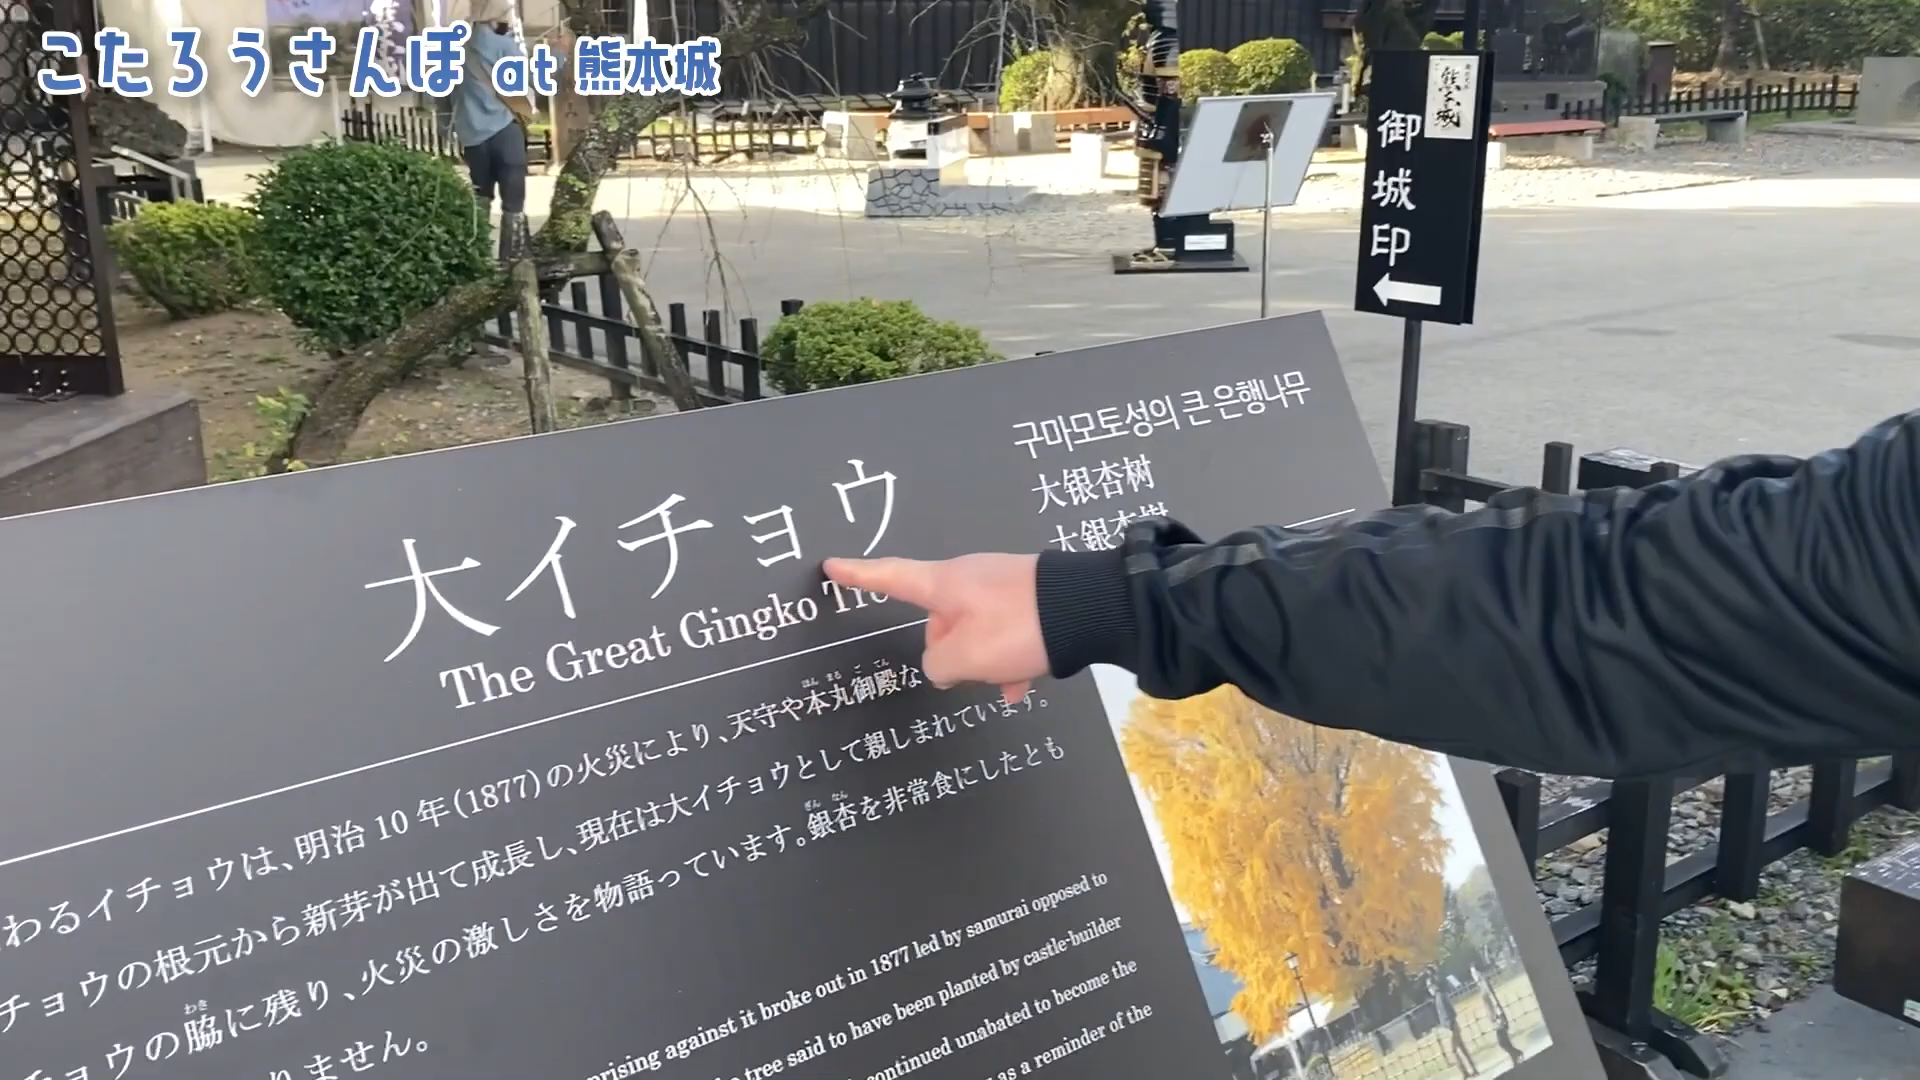 こたろうさんぽ at 熊本城
御城印
大イチョウ
The Great Gingko
구마모토성의 큰 은행나무
大银杏树
大銀杏樹
わるイチョウは、明治10年(1877)の火災により、天守や本丸御殿な
チョウの根元から新芽が出て成長し、現在は大イチョウとして親しまれています。
チョウの脇に残り、火災の激しさを物語っています。銀杏を非常食にしたとも
りません。
prising against it broke out in 1877 led by samurai opposed to
tree said to have been planted by castle-builder
continued unabated to become the
as a reminder of the